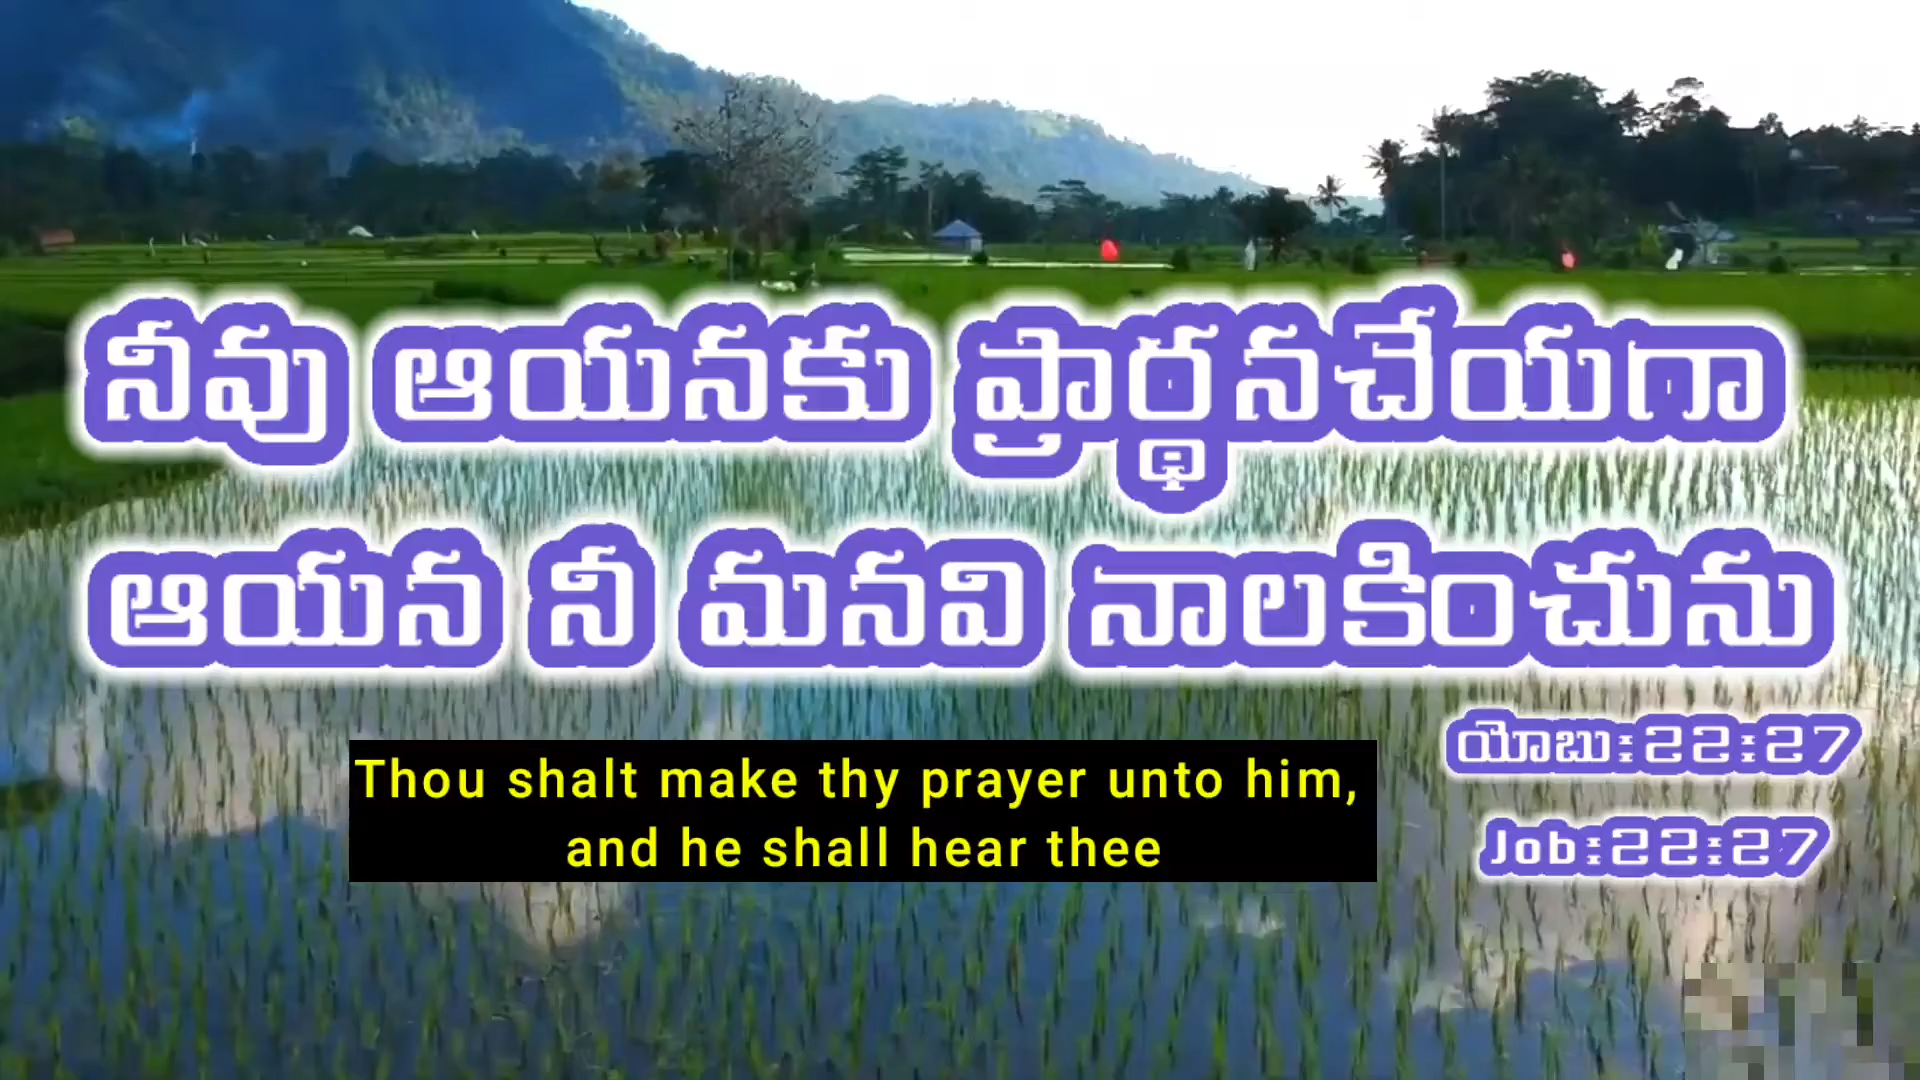 నీవు ఆయనకు ప్రార్థనచేయగా
ఆయన నీ మనవి నాలకించును
యోబు:22:27
Thou shalt make thy prayer unto him,
and he shall hear thee
Job:22:27